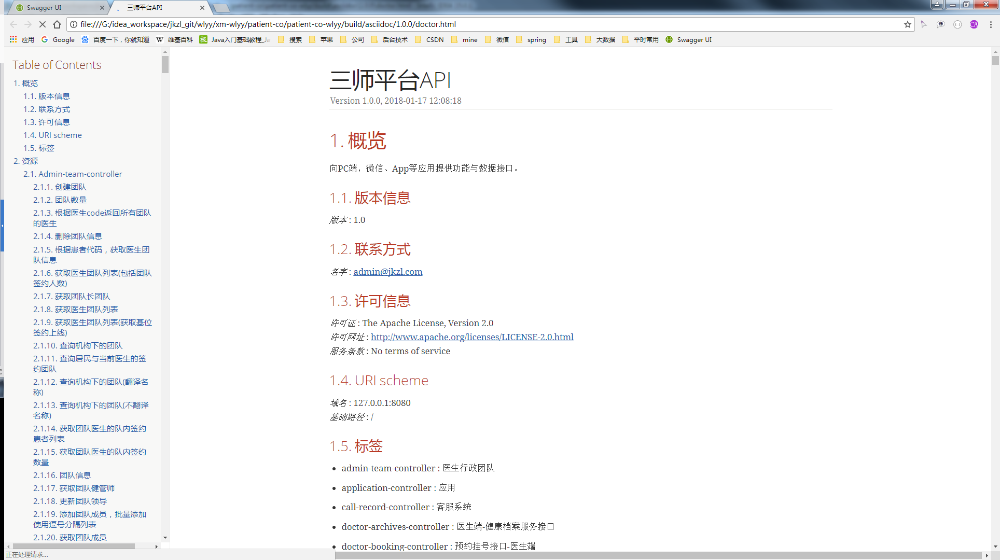 Swagger UI
三师平台API
file:///G:/idea_workspace/jkzl_git/wlyy/xm-wlyy/patient-co/patient-co-wlyy/build/asciidoc/1.0.0/doctor.html
应用 Google 百度一下，你就知道 维基百科 Java入门基础教程_Ja 搜索 苹果 公司 后台技术 CSDN mine 微信 spring 工具 大数据 平时常用 Swagger UI
Table of Contents
1. 概览
1.1. 版本信息
1.2. 联系方式
1.3. 许可信息
1.4. URI scheme
1.5. 标签
2. 资源
2.1. Admin-team-controller
2.1.1. 创建团队
2.1.2. 团队数量
2.1.3. 根据医生code返回所有团队
的医生
2.1.4. 删除团队信息
2.1.5. 根据患者代码，获取医生团
队信息
2.1.6. 获取医生团队列表(包括团队
签约人数)
2.1.7. 获取团队长团队
2.1.8. 获取医生团队列表
2.1.9. 获取医生团队列表(获取基位
签约上线)
2.1.10. 查询机构下的团队
2.1.11. 查询居民与当前医生的签
约团队
2.1.12. 查询机构下的团队(翻译名
称)
2.1.13. 查询机构下的团队(不翻译
名称)
2.1.14. 获取团队医生的队内签约
患者列表
2.1.15. 获取团队医生的队内签约
数量
2.1.16. 团队信息
2.1.17. 获取团队健管师
2.1.18. 更新团队领导
2.1.19. 添加团队成员，批量添加
使用逗号分隔列表
2.1.20. 获取团队成员
正在处理请求...
三师平台API
Version 1.0.0, 2018-01-17 12:08:18
1. 概览
向PC端，微信、App等应用提供功能与数据接口。
1.1. 版本信息
版本 : 1.0
1.2. 联系方式
名字 : admin@jkzl.com
1.3. 许可信息
许可证 : The Apache License, Version 2.0
许可网址 : http://www.apache.org/licenses/LICENSE-2.0.html
服务条款 : No terms of service
1.4. URI scheme
域名 : 127.0.0.1:8080
基础路径 : /
1.5. 标签
• admin-team-controller : 医生行政团队
• application-controller : 应用
• call-record-controller : 客服系统
• doctor-archives-controller : 医生端-健康档案服务接口
• doctor-booking-controller : 预约挂号接口-医生端